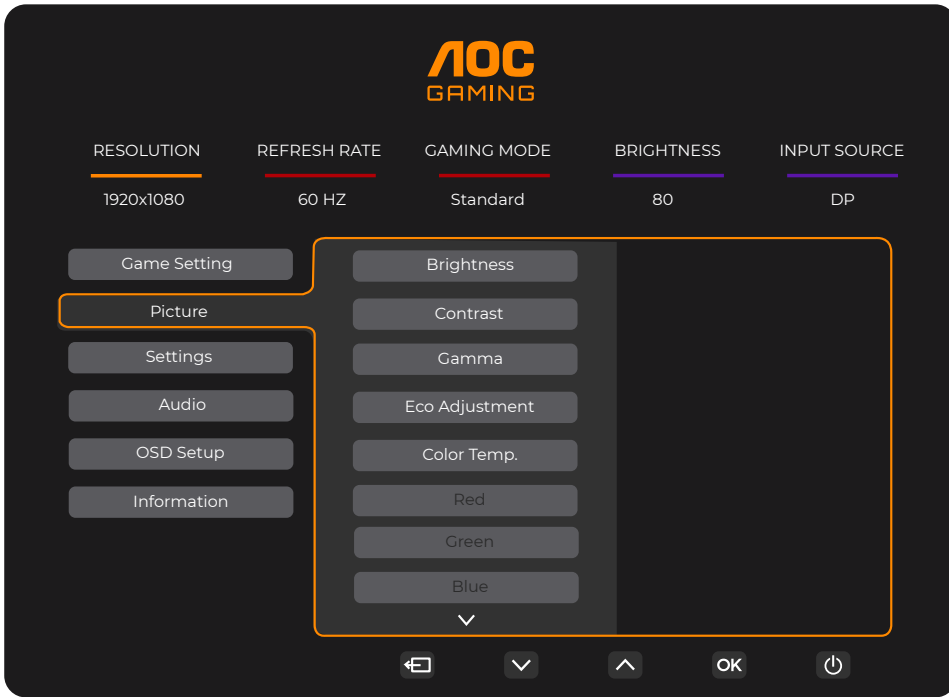 AOC
GAMING
RESOLUTION REFRESH RATE GAMING MODE BRIGHTNESS INPUT SOURCE
1920x1080 60 HZ Standard 80 DP
Game Setting
Picture
Settings
Audio
OSD Setup
Information
Brightness
Contrast
Gamma
Eco Adjustment
Color Temp.
Red
Green
Blue
OK